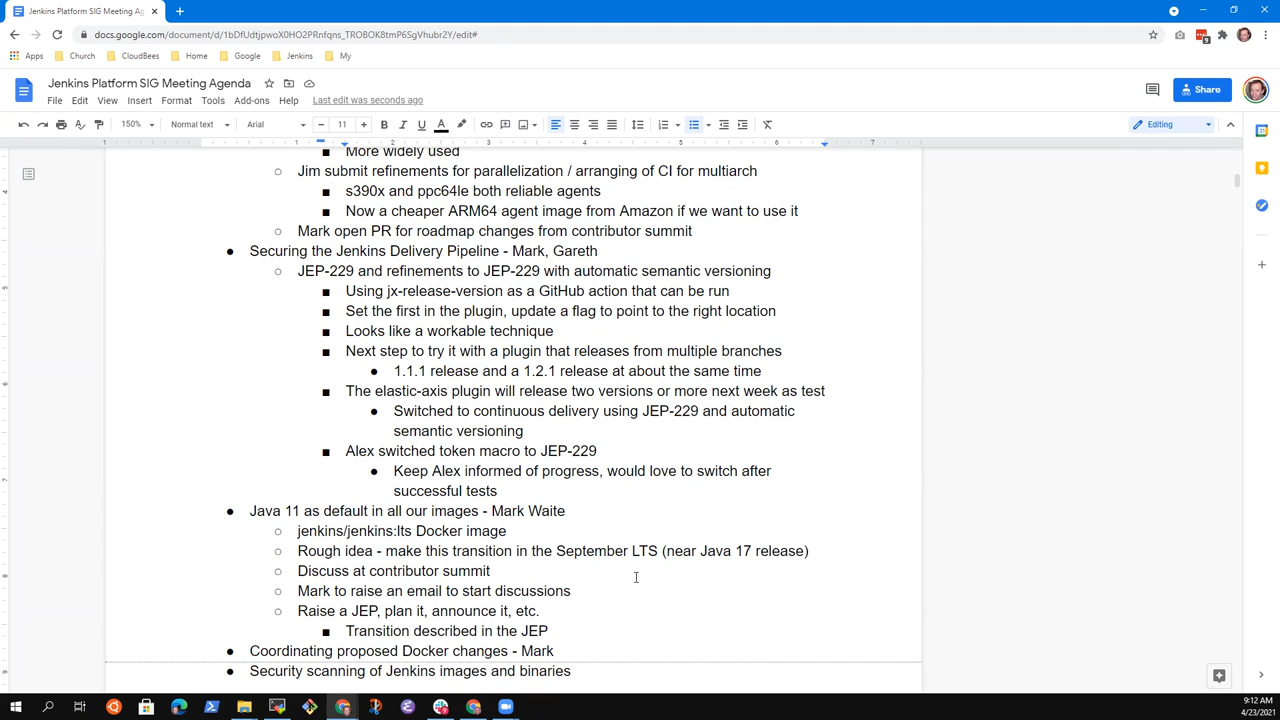 Jenkins Platform SIG Meeting Ag
docs.google.com/document/d/1bDfUdtjpwoX0HO2PRnfqns_TROBOK8tmP6SgVhubr2Y/edit#
Apps Church CloudBees Home Google Jenkins My
Jenkins Platform SIG Meeting Agenda
File Edit View Insert Format Tools Add-ons Help Last edit was seconds ago
Share
150% Normal text Arial 11 Editing
1 1 2 3 4 5 6 7
More widely used
Jim submit refinements for parallelization / arranging of CI for multiarch
s390x and ppc64le both reliable agents
Now a cheaper ARM64 agent image from Amazon if we want to use it
Mark open PR for roadmap changes from contributor summit
Securing the Jenkins Delivery Pipeline - Mark, Gareth
JEP-229 and refinements to JEP-229 with automatic semantic versioning
Using jx-release-version as a GitHub action that can be run
Set the first in the plugin, update a flag to point to the right location
Looks like a workable technique
Next step to try it with a plugin that releases from multiple branches
1.1.1 release and a 1.2.1 release at about the same time
The elastic-axis plugin will release two versions or more next week as test
Switched to continuous delivery using JEP-229 and automatic
semantic versioning
Alex switched token macro to JEP-229
Keep Alex informed of progress, would love to switch after
successful tests
Java 11 as default in all our images - Mark Waite
jenkins/jenkins:lts Docker image
Rough idea - make this transition in the September LTS (near Java 17 release)
Discuss at contributor summit
Mark to raise an email to start discussions
Raise a JEP, plan it, announce it, etc.
Transition described in the JEP
Coordinating proposed Docker changes - Mark
Security scanning of Jenkins images and binaries
9:12 AM
4/23/2021